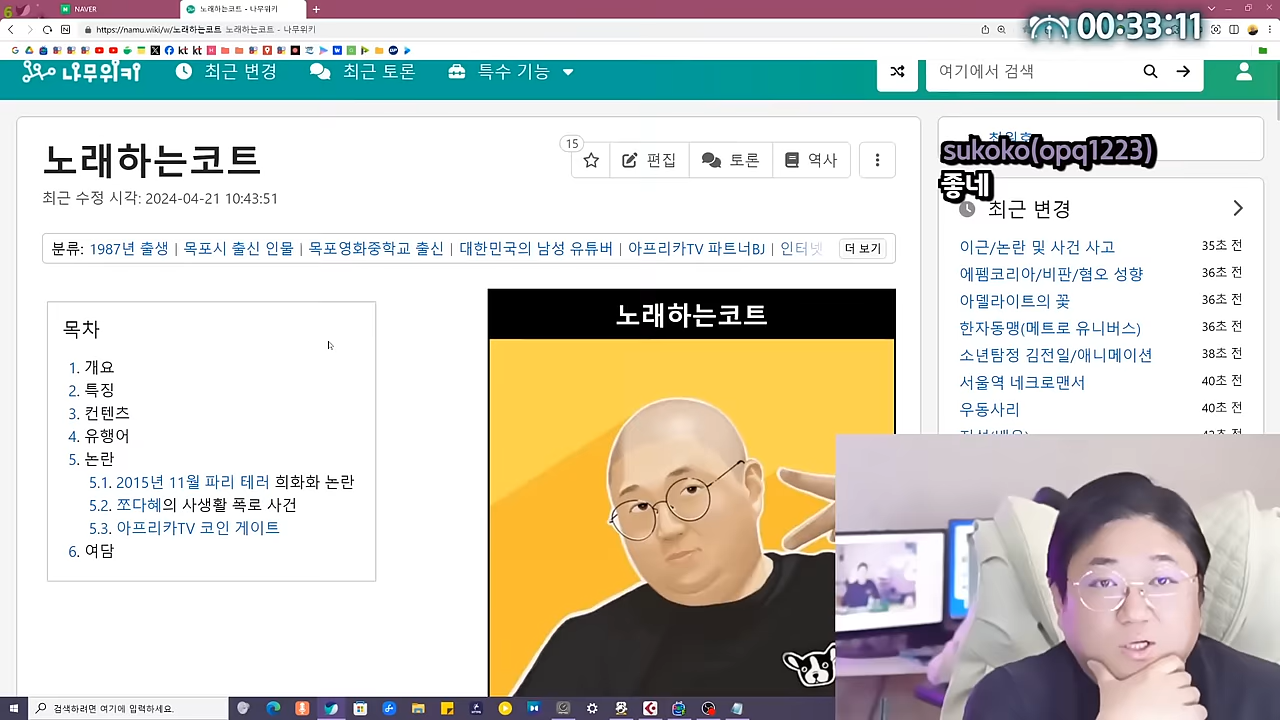 NAVER
노래하는코트 - 나무위키
https://namu.wiki/w/노래하는코트 노래하는코트 - 나무위키
00:33:11
나무위키
최근 변경
최근 토론
특수 기능
여기에서 검색
노래하는코트
15
편집
토론
역사
최근 수정 시각: 2024-04-21 10:43:51
sukoko(opq1223)
좋네
분류: 1987년 출생 | 목포시 출신 인물 | 목포영화중학교 출신 | 대한민국의 남성 유튜버 | 아프리카TV 파트너BJ | 인터넷
더 보기
목차
1. 개요
2. 특징
3. 컨텐츠
4. 유행어
5. 논란
5.1. 2015년 11월 파리 테러 희화화 논란
5.2. 쪼다혜의 사생활 폭로 사건
5.3. 아프리카TV 코인 게이트
6. 여담
노래하는코트
최근 변경
이근/논란 및 사건 사고 35초 전
에펨코리아/비판/혐오 성향 36초 전
아델라이트의 꽃 36초 전
한자동맹(메트로 유니버스) 36초 전
소년탐정 김전일/애니메이션 38초 전
서울역 네크로맨서 40초 전
우동사리 40초 전
검색하려면 여기에 입력하세요.